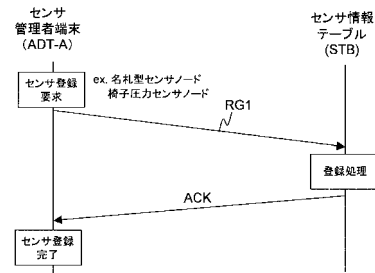 センサ
管理者端末
(ADT-A)
センサ情報
テーブル
(STB)
センサ登録
要求
ex. 名札型センサノード
椅子圧力センサノード
RG1
登録処理
ACK
センサ登録
完了